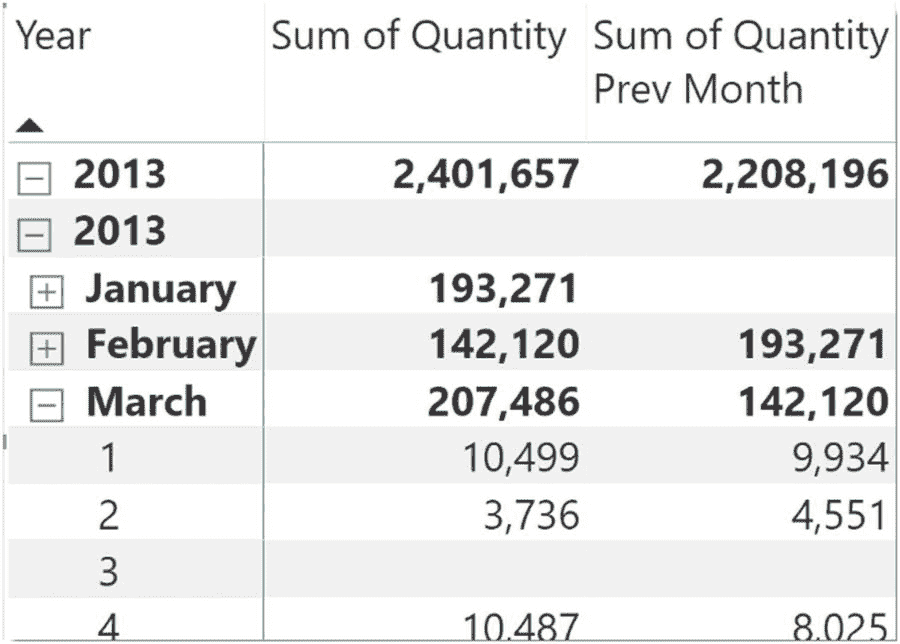 Year Sum of Quantity Sum of Quantity
Prev Month
2013 2,401,657 2,208,196
2013
January 193,271
February 142,120 193,271
March 207,486 142,120
1 10,499 9,934
2 3,736 4,551
3
4 10,487 8,025